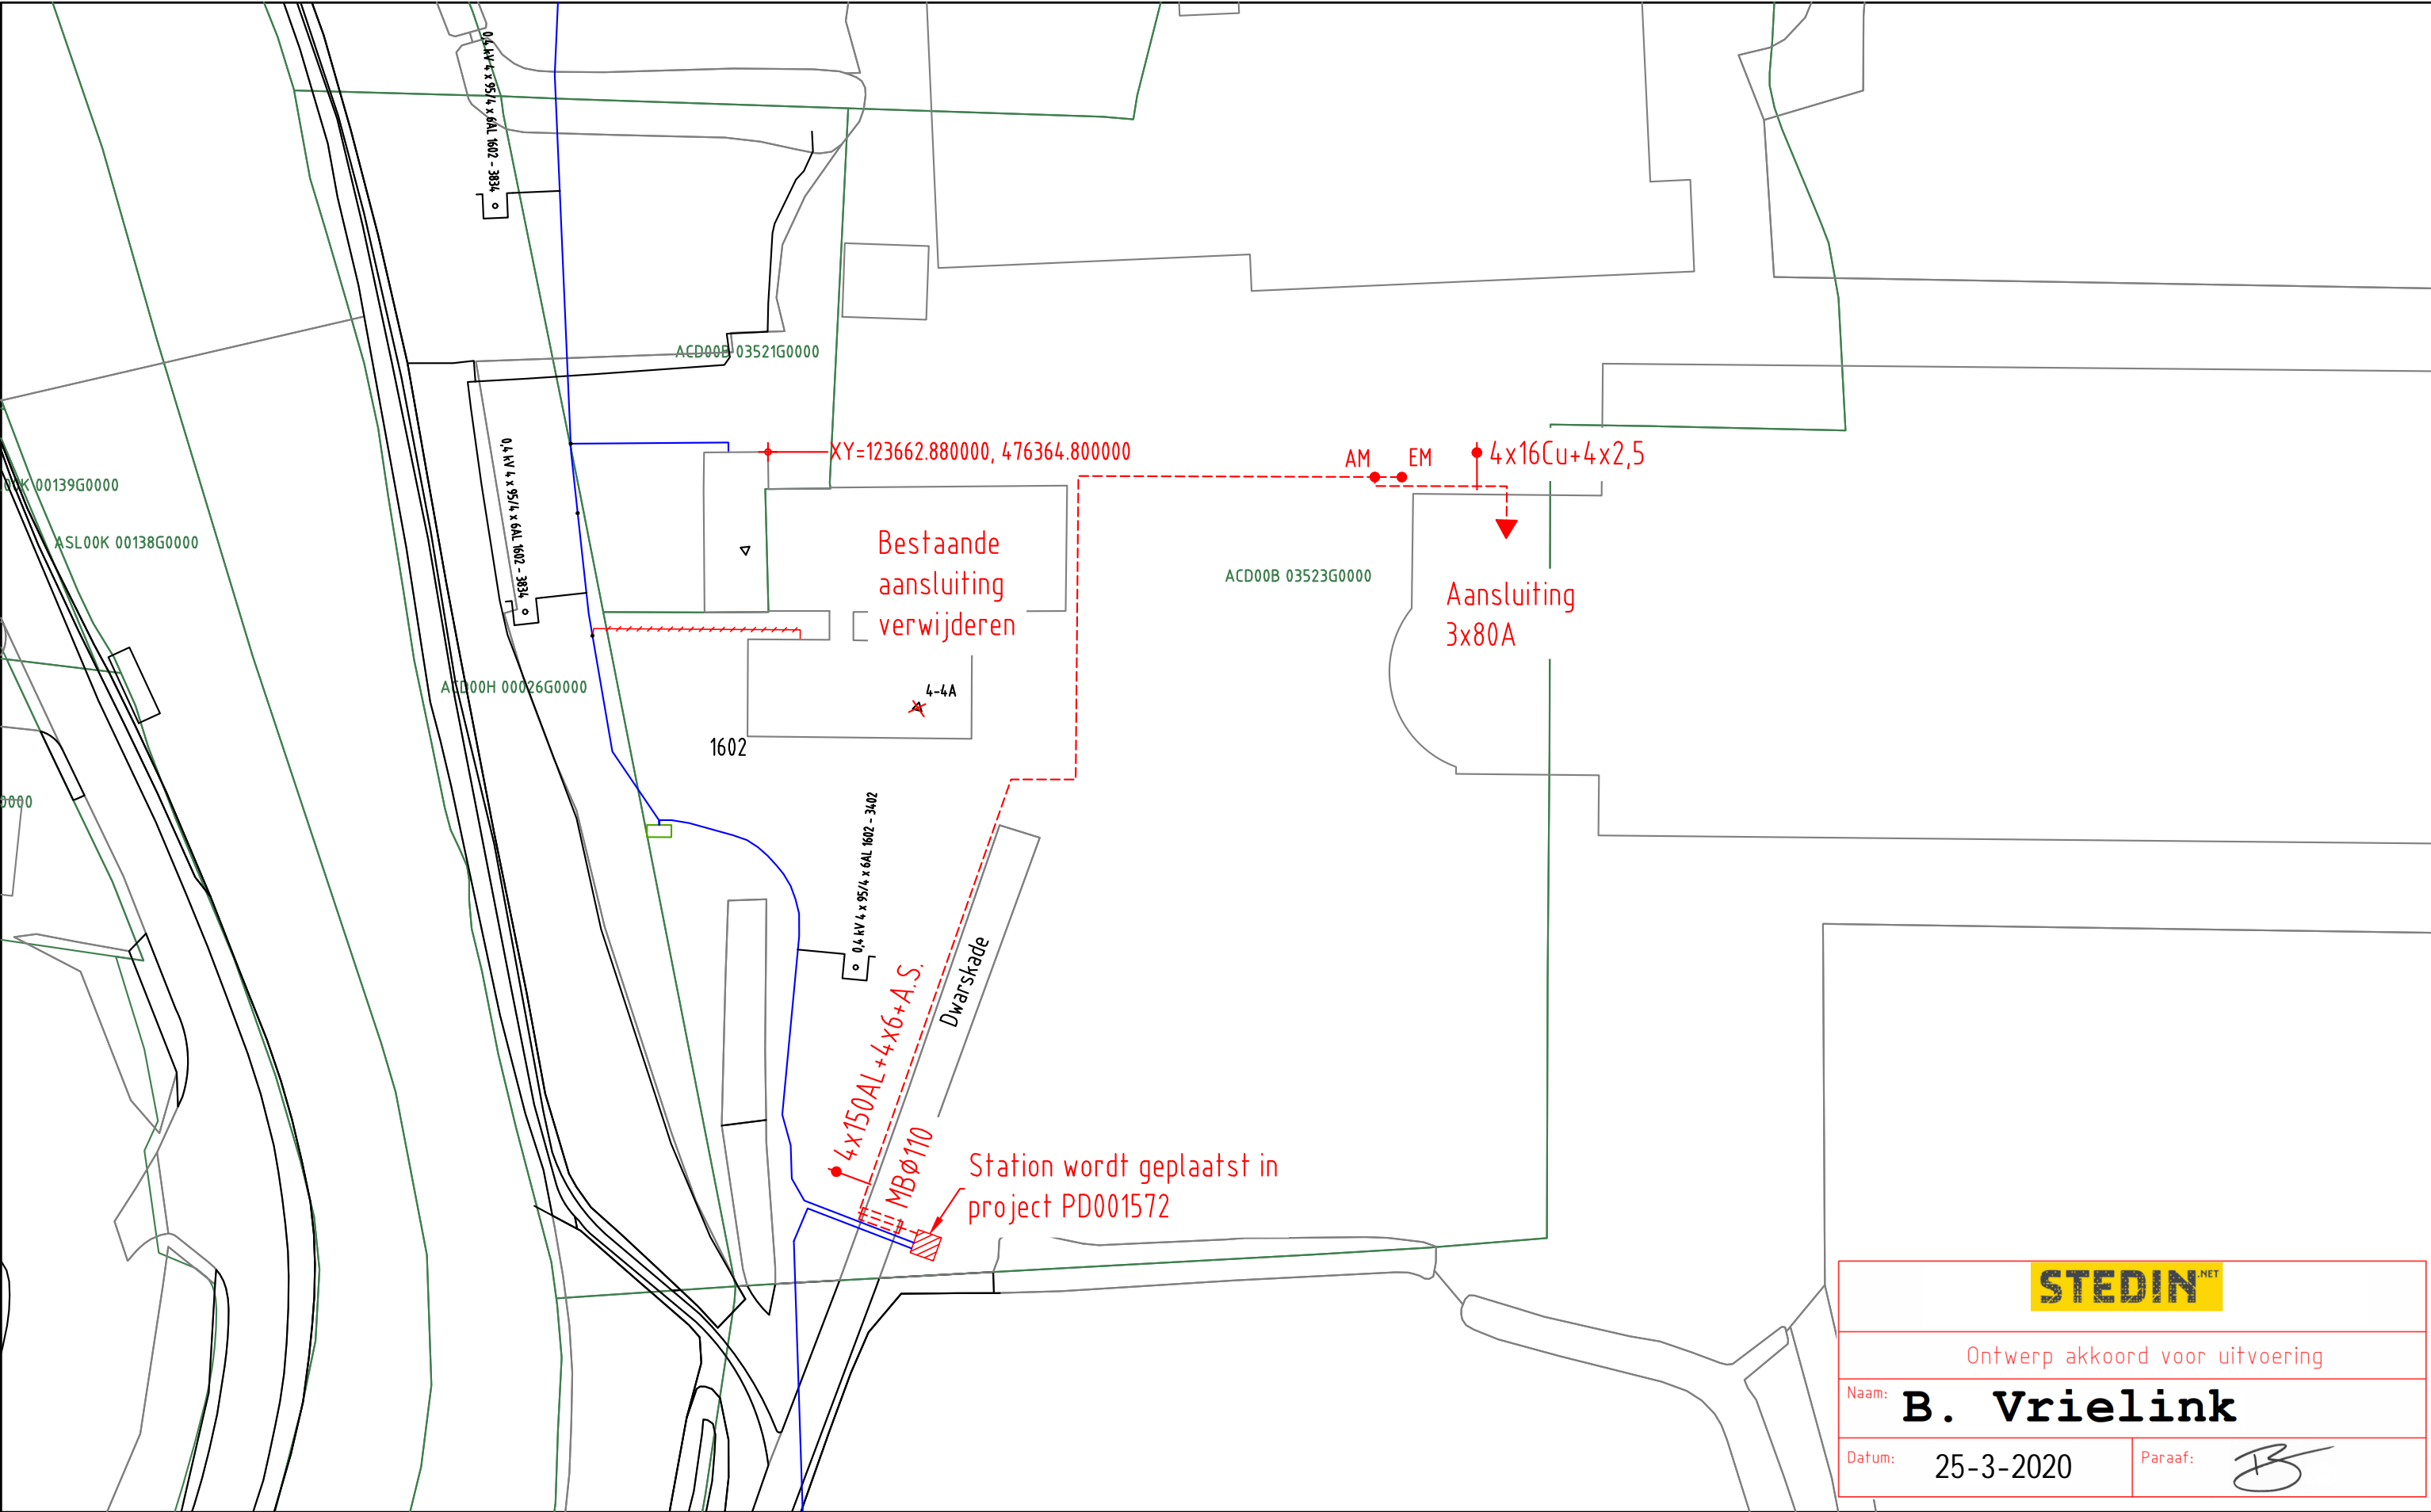 0,4 kV 4 x 95/4 x 6AL 1602 - 3834
ACD00B 03521G0000
XY=123662.880000, 476364.800000
AM
EM
4x16Cu+4x2,5
0,4 kV 4 x 95/4 x 6AL 1602 - 3834
00139G0000
ASL00K 00138G0000
Bestaande
aansluiting
verwijderen
ACD00B 03523G0000
Aansluiting
3x80A
ACD00H 00026G0000
4-4A
1602
0000
0,4 kV 4 x 95/4 x 6AL 1602 - 3402
Dwarskade
4x150AL+4x6+A.S.
MBø110
Station wordt geplaatst in
project PD001572
STEDIN.NET
Ontwerp akkoord voor uitvoering
Naam: B. Vrielink
Datum: 25-3-2020
Paraaf: